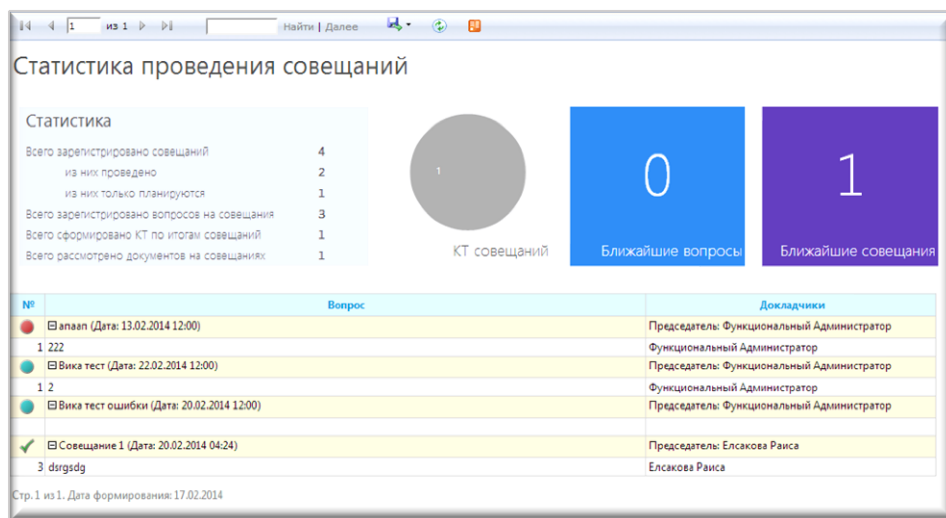 1 из 1 Найти | Далее
Статистика проведения совещаний
Статистика
Всего зарегистрировано совещаний 4
из них проведено 2
из них только планируются 1
Всего зарегистрировано вопросов на совещания 3
Всего сформировано КТ по итогам совещаний 1
Всего рассмотрено документов на совещаниях 1
1
КТ совещаний
0
Ближайшие вопросы
1
Ближайшие совещания
№ Вопрос Докладчики
апаап (Дата: 13.02.2014 12:00) Председатель: Функциональный Администратор
1 222 Функциональный Администратор
Вика тест (Дата: 22.02.2014 12:00) Председатель: Функциональный Администратор
1 2 Функциональный Администратор
Вика тест ошибки (Дата: 20.02.2014 12:00) Председатель: Функциональный Администратор
Совещание 1 (Дата: 20.02.2014 04:24) Председатель: Елсакова Раиса
3 dsrgsdg Елсакова Раиса
Стр. 1 из 1. Дата формирования: 17.02.2014